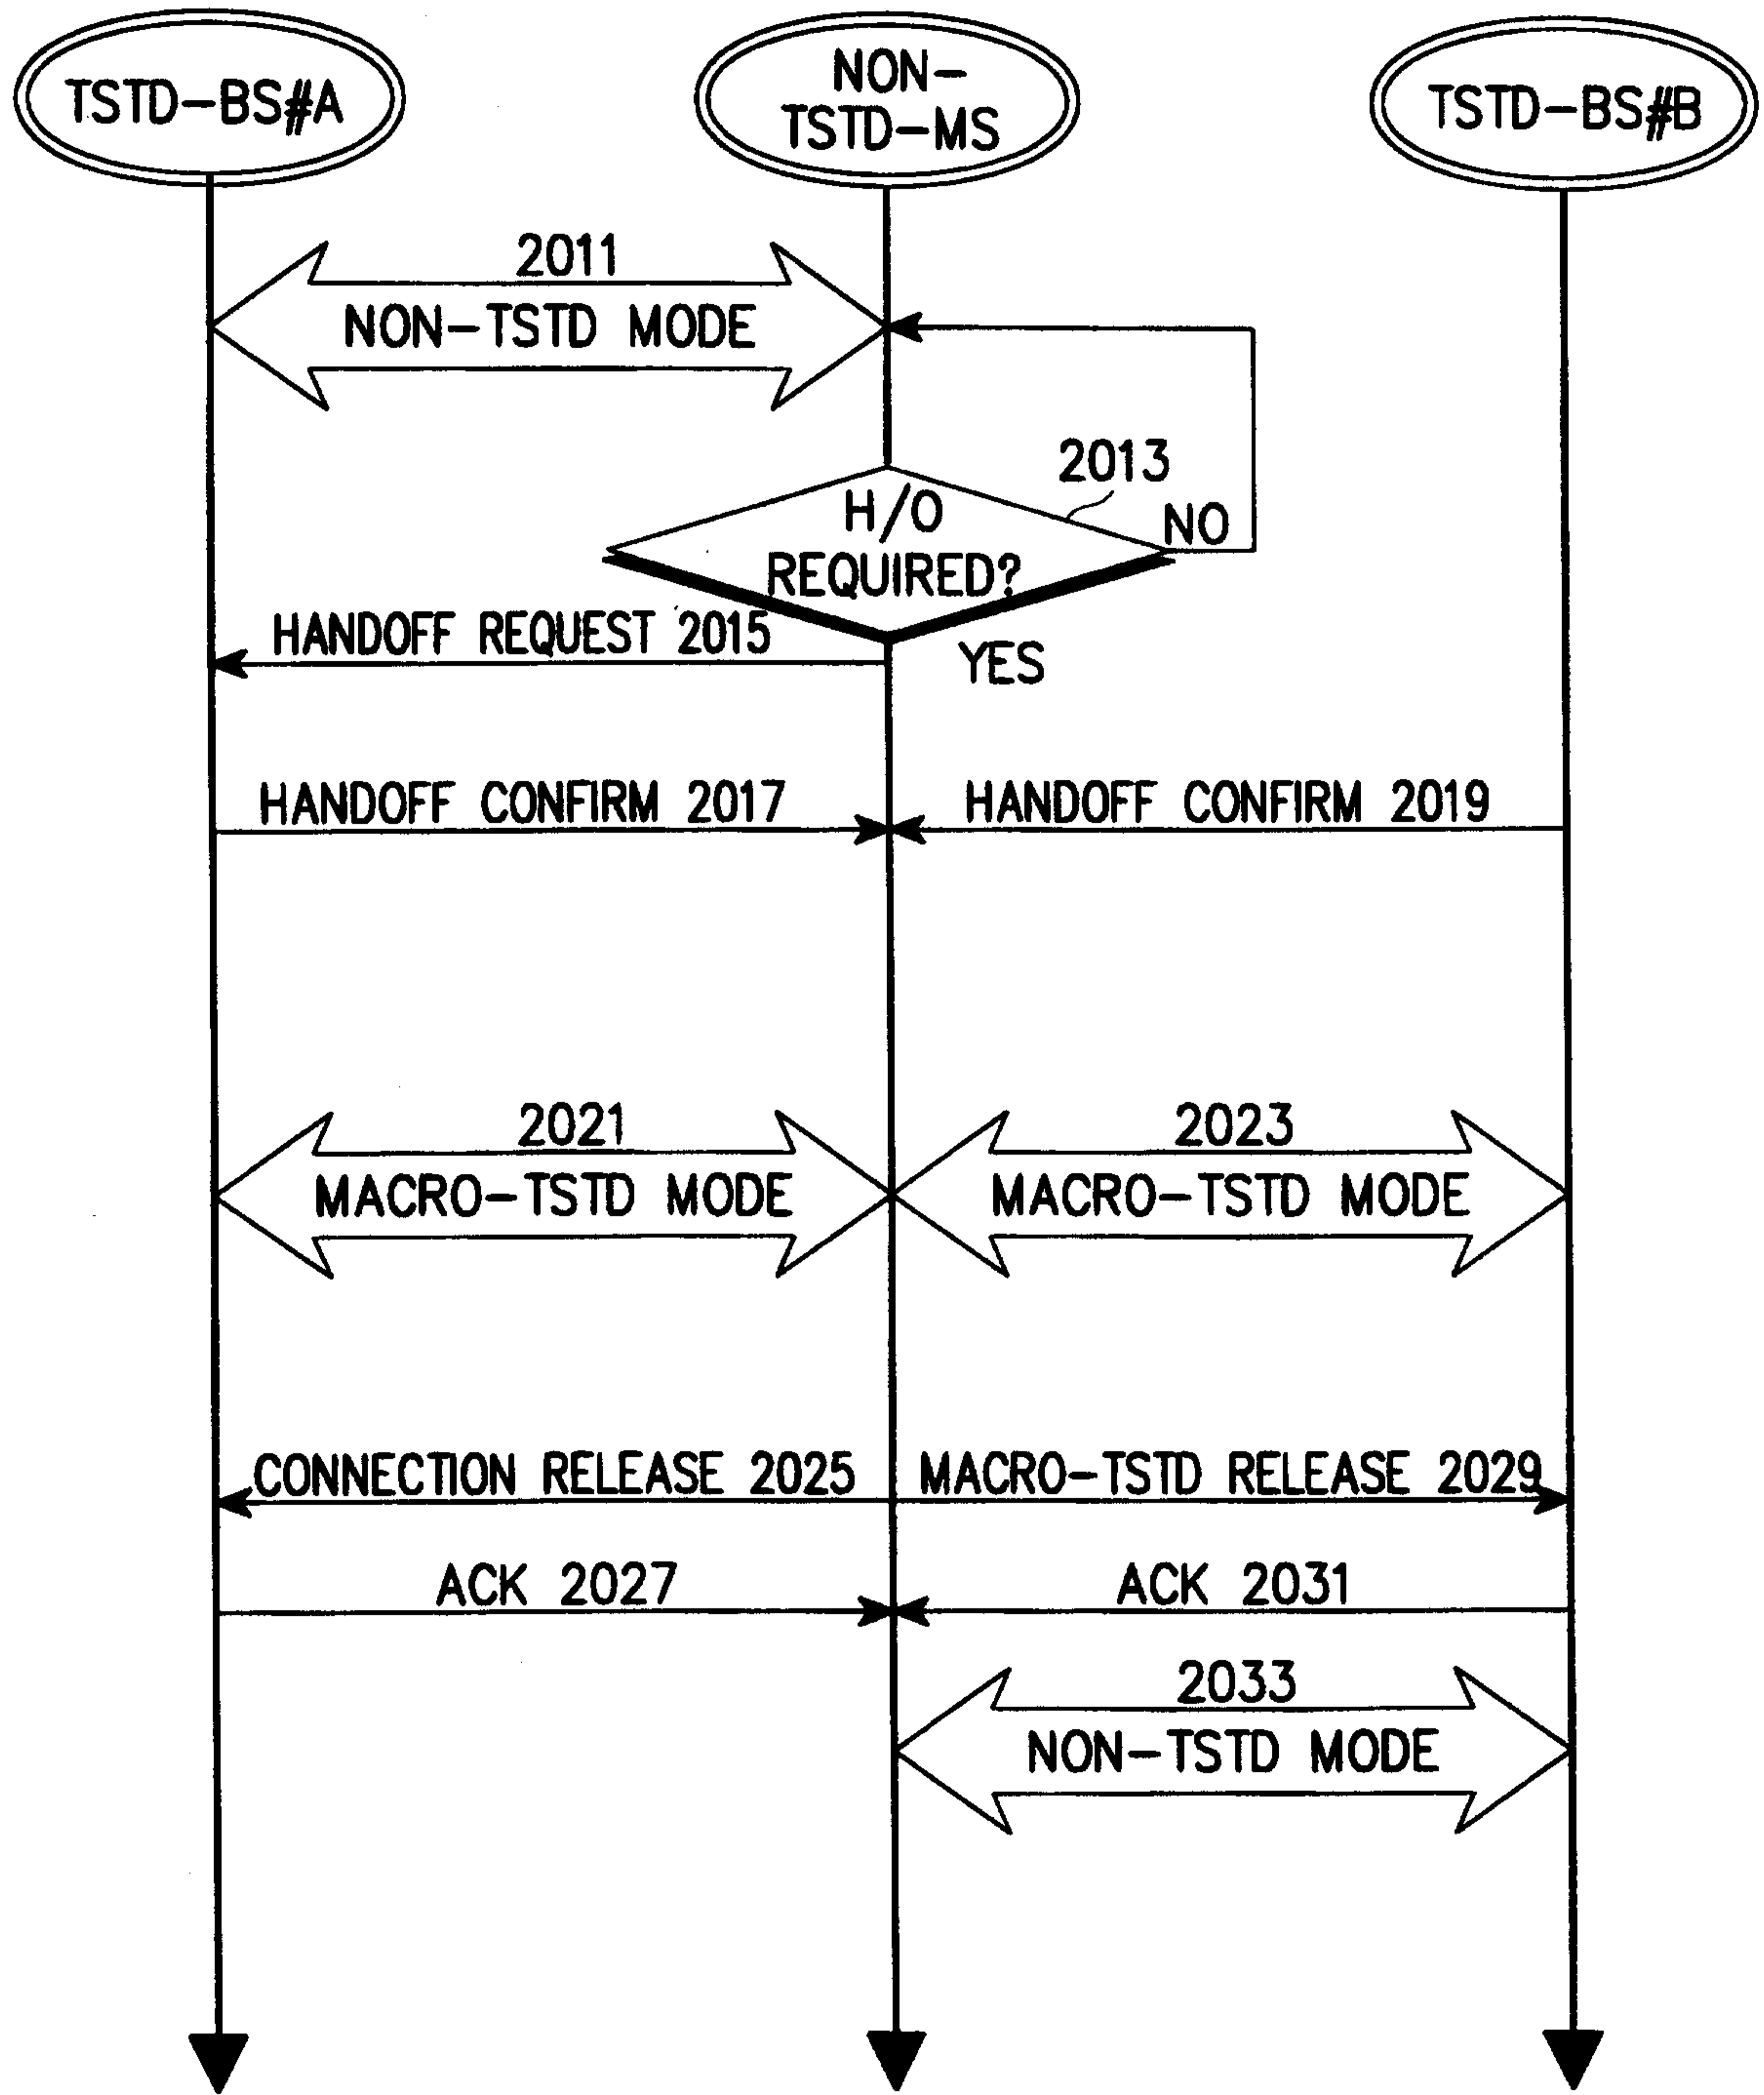 TSTD-BS#A
NON-
TSTD-MS
TSTD-BS#B
2011
NON-TSTD MODE
2013
H/O
REQUIRED?
NO
HANDOFF REQUEST 2015
YES
HANDOFF CONFIRM 2017
HANDOFF CONFIRM 2019
2021
MACRO-TSTD MODE
2023
MACRO-TSTD MODE
CONNECTION RELEASE 2025
MACRO-TSTD RELEASE 2029
ACK 2027
ACK 2031
2033
NON-TSTD MODE